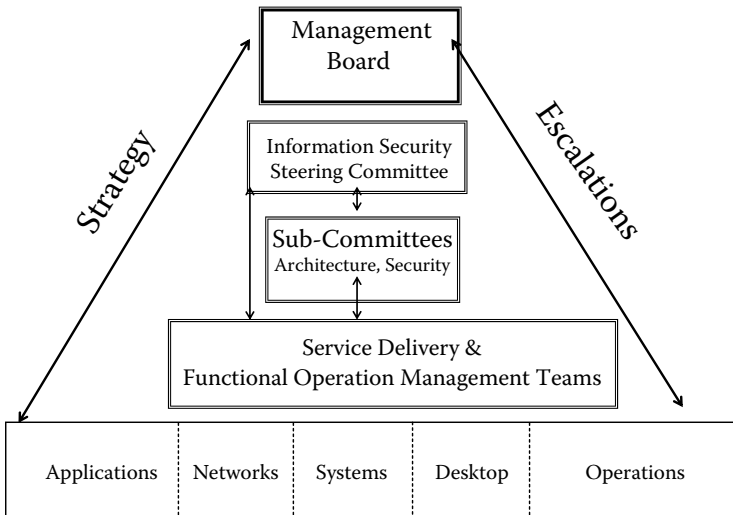 Management
Board
Strategy
Escalations
Information Security
Steering Committee
Sub-Committees
Architecture, Security
Service Delivery &
Functional Operation Management Teams
Applications
Networks
Systems
Desktop
Operations